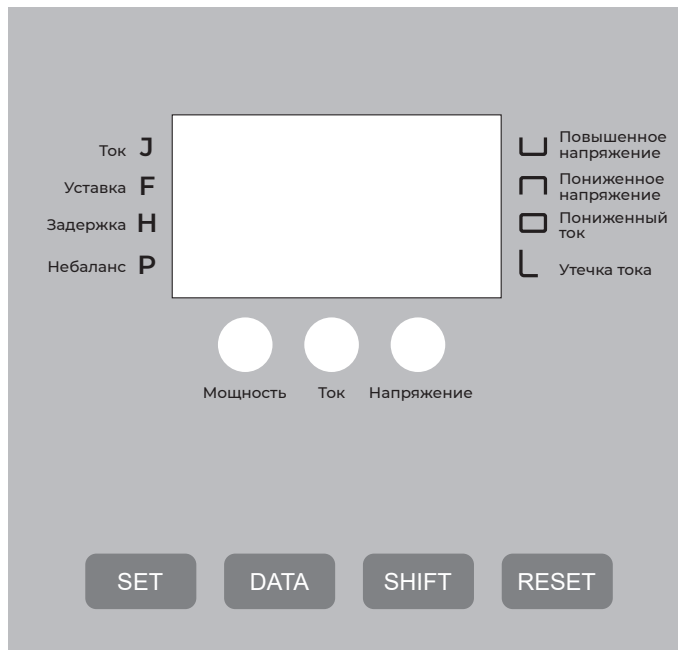 Ток J
Уставка F
Задержка H
Небаланс P
Повышенное
напряжение
Пониженное
напряжение
Пониженный
ток
L Утечка тока
Мощность Ток Напряжение
SET DATA SHIFT RESET